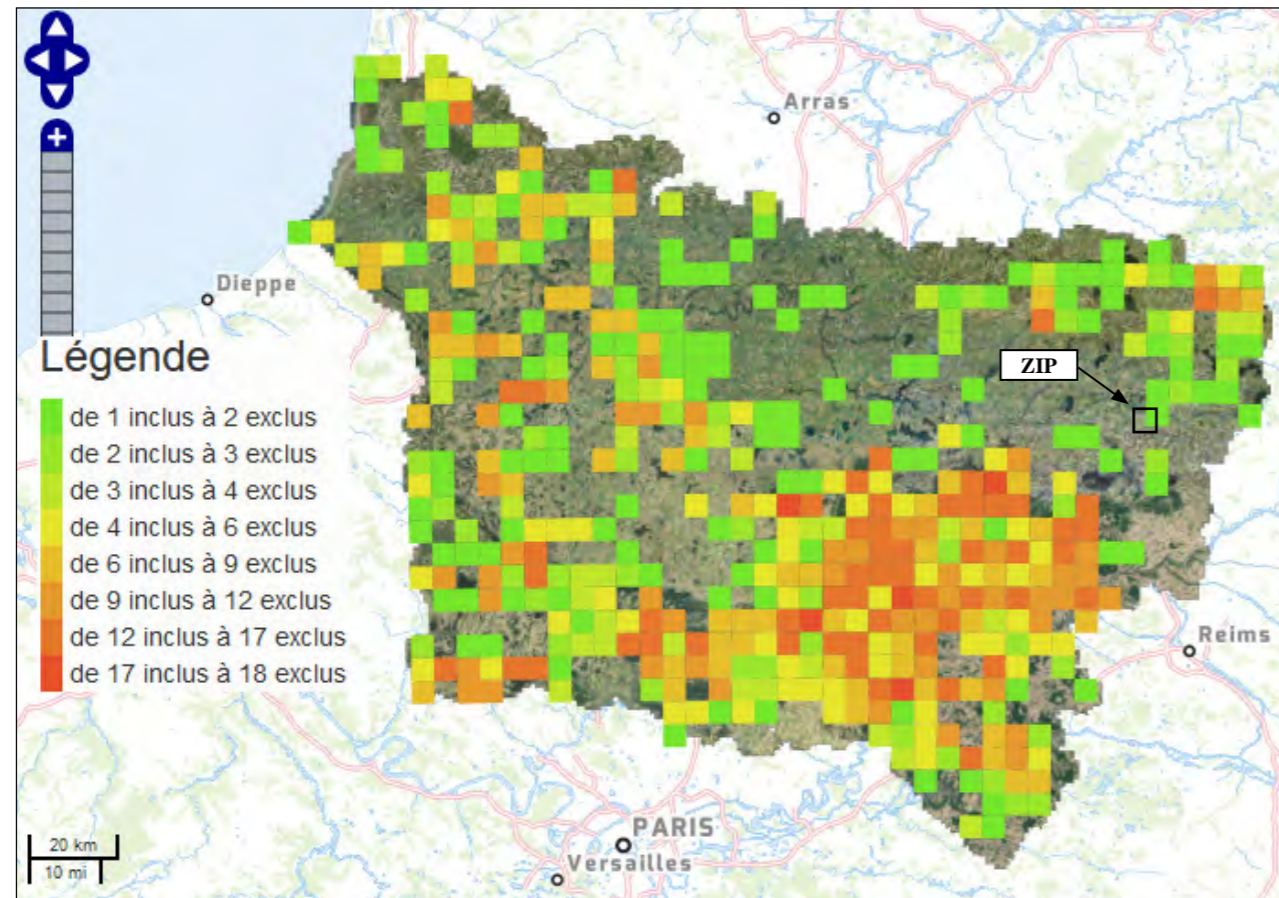 +
Arras
Dieppe
Légende
ZIP
de 1 inclus à 2 exclus
de 2 inclus à 3 exclus
de 3 inclus à 4 exclus
de 4 inclus à 6 exclus
de 6 inclus à 9 exclus
de 9 inclus à 12 exclus
de 12 inclus à 17 exclus
de 17 inclus à 18 exclus
Reims
PARIS
Versailles
20 km
10 mi